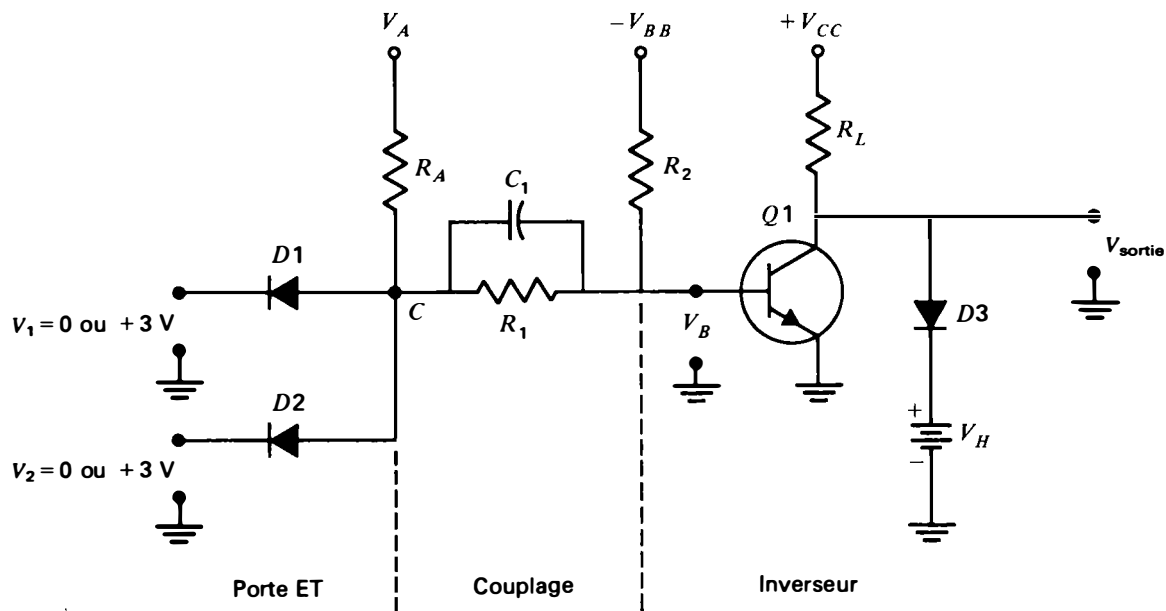 V_A
−V_BB
+V_CC
R_A
C_1
R_2
R_L
Q1
D1
V_1 = 0 ou +3 V
C
R_1
V_B
V_sortie
D3
D2
V_2 = 0 ou +3 V
+
V_H
−
Porte ET
Couplage
Inverseur